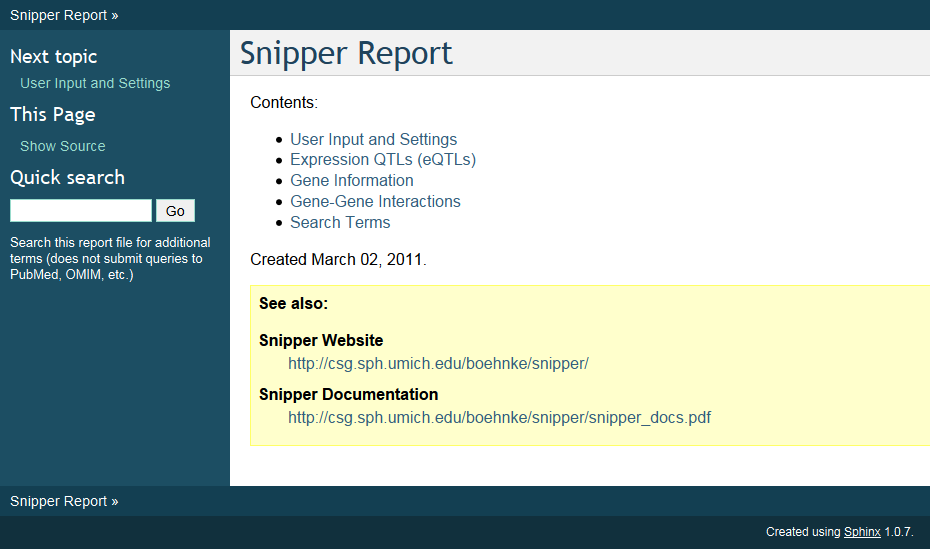 Snipper Report »
Next topic
User Input and Settings
This Page
Show Source
Quick search
Go
Search this report file for additional
terms (does not submit queries to
PubMed, OMIM, etc.)
Snipper Report
Contents:
User Input and Settings
Expression QTLs (eQTLs)
Gene Information
Gene-Gene Interactions
Search Terms
Created March 02, 2011.
See also:
Snipper Website
http://csg.sph.umich.edu/boehnke/snipper/
Snipper Documentation
http://csg.sph.umich.edu/boehnke/snipper/snipper_docs.pdf
Snipper Report »
Created using Sphinx 1.0.7.